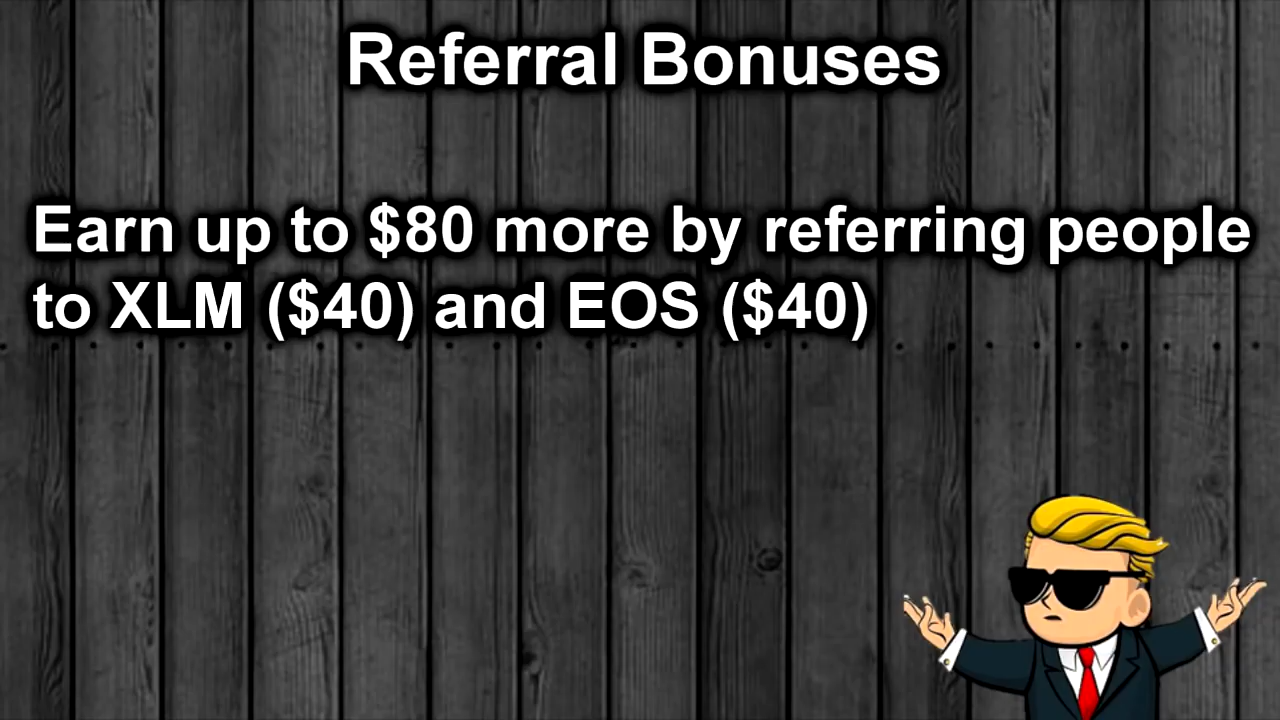 Referral Bonuses
Earn up to $80 more by referring people
to XLM ($40) and EOS ($40)